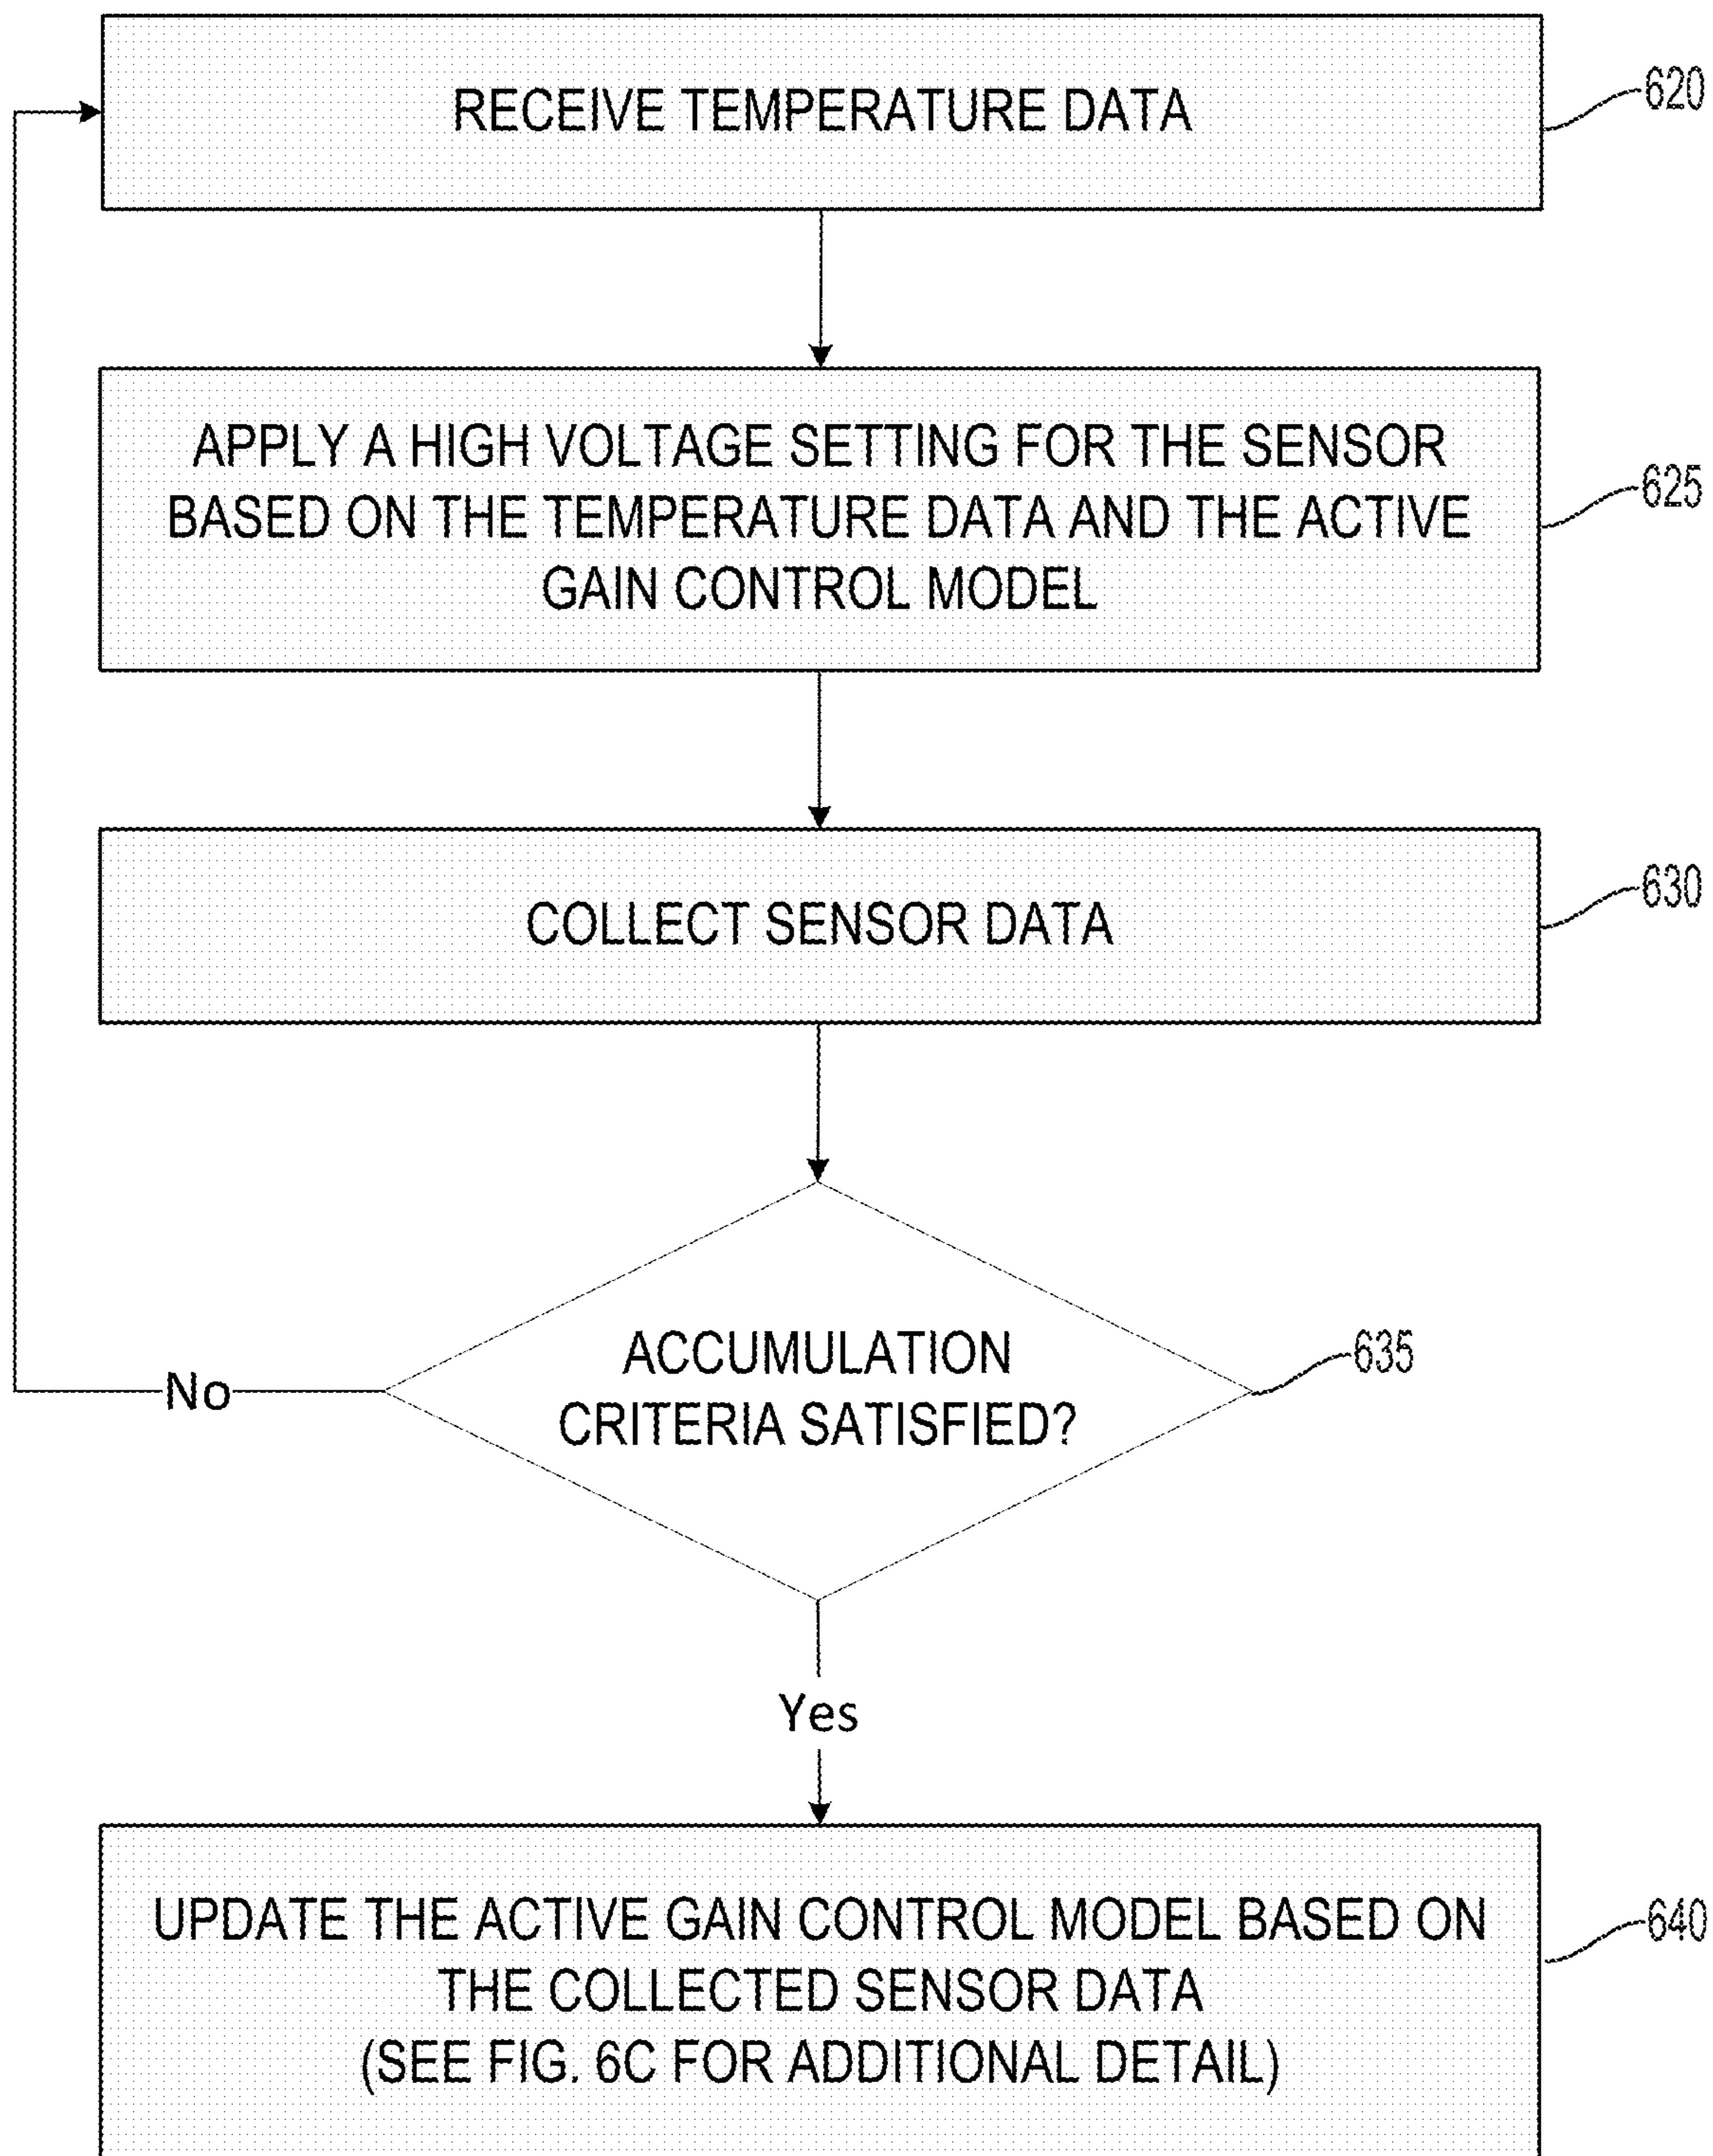 RECEIVE TEMPERATURE DATA
620
APPLY A HIGH VOLTAGE SETTING FOR THE SENSOR
BASED ON THE TEMPERATURE DATA AND THE ACTIVE
GAIN CONTROL MODEL
625
COLLECT SENSOR DATA
630
ACCUMULATION
CRITERIA SATISFIED?
635
No
Yes
UPDATE THE ACTIVE GAIN CONTROL MODEL BASED ON
THE COLLECTED SENSOR DATA
(SEE FIG. 6C FOR ADDITIONAL DETAIL)
640